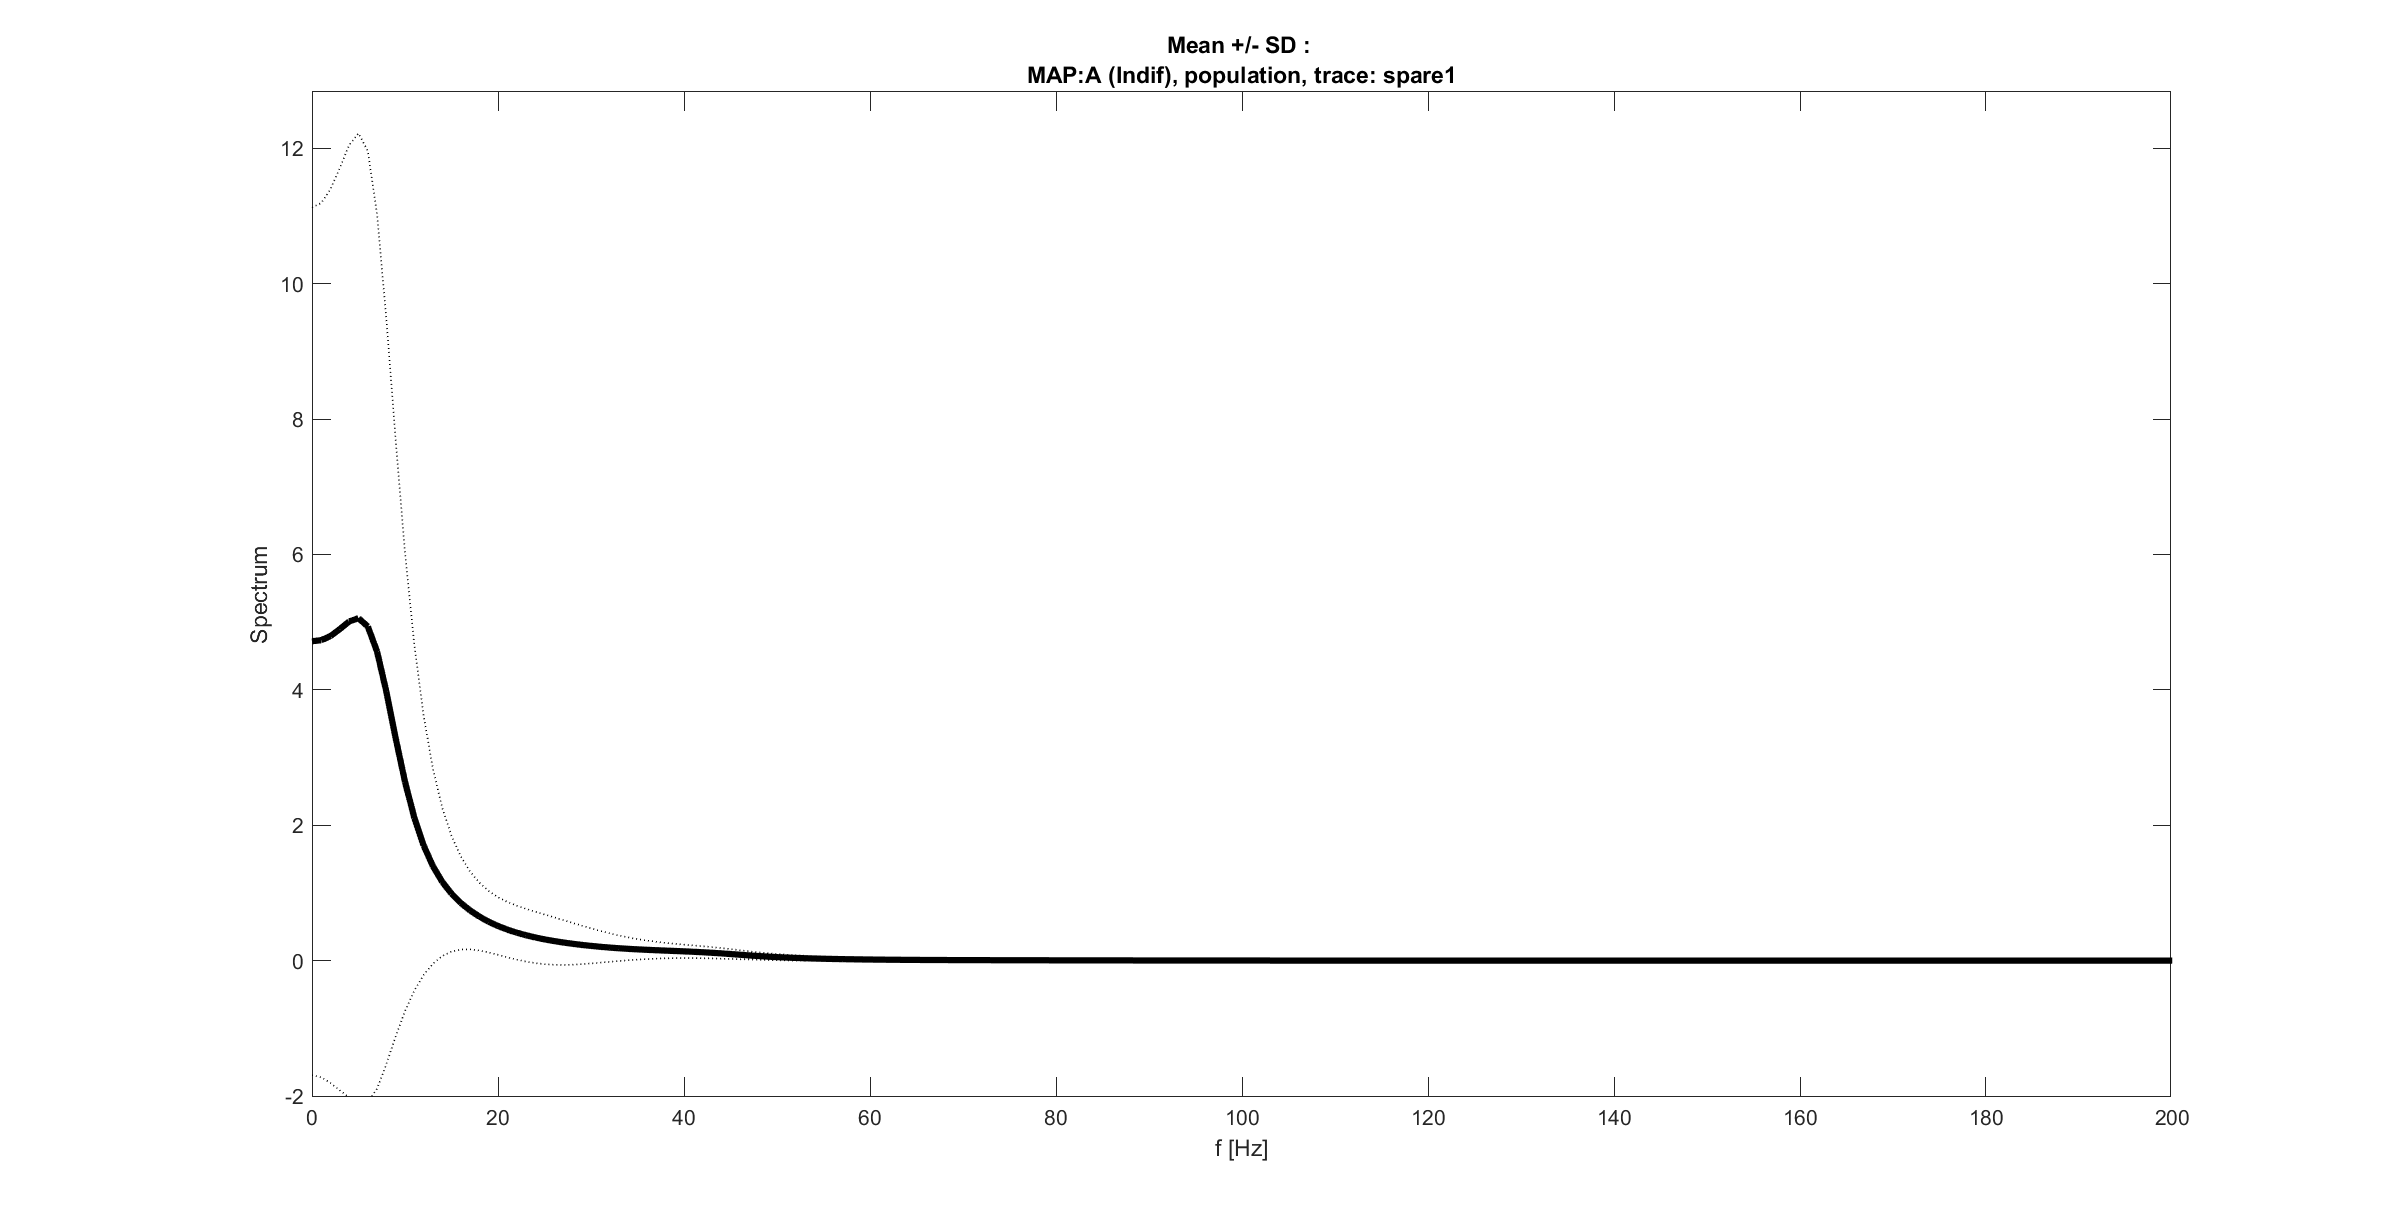 Mean +/- SD :
MAP:A (Indif), population, trace: spare1
12
10
8
6
4
2
0
-2
Spectrum
0 20 40 60 80 100 120 140 160 180 200
f [Hz]